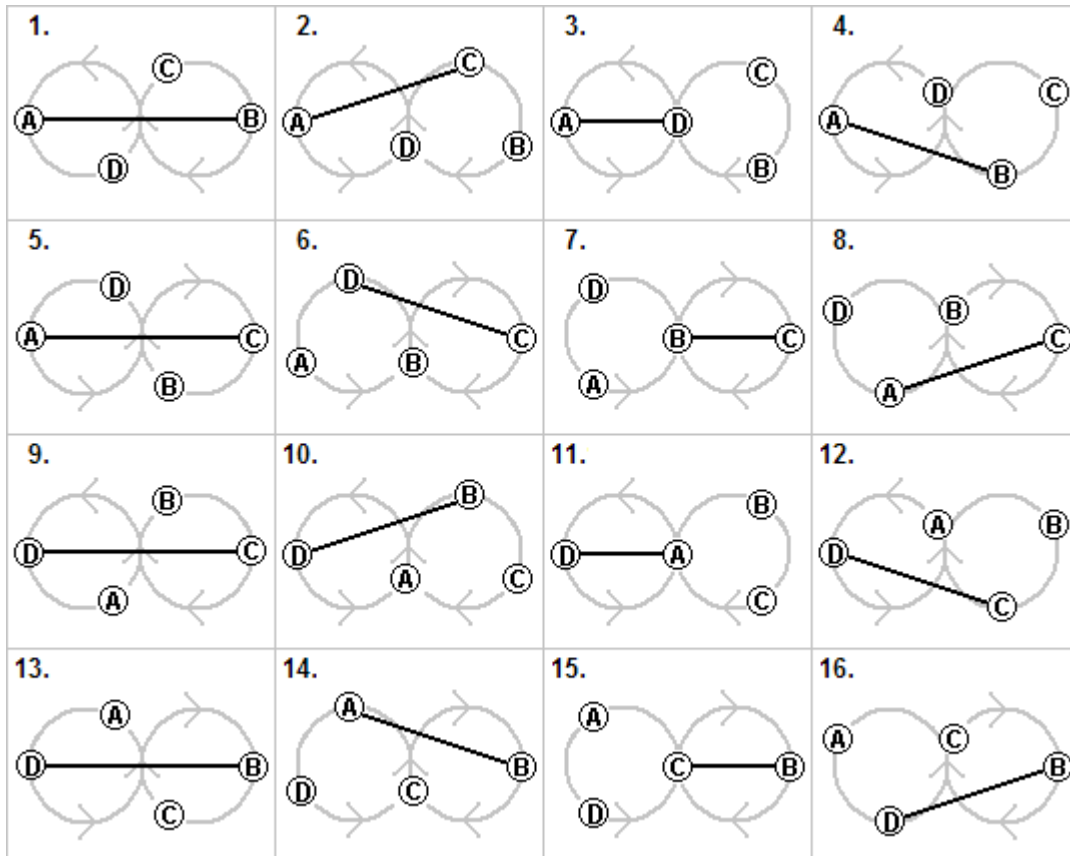 1. 2. 3. 4.
C C C D C
A B A B A D A B
D D B
5. 6. 7. 8.
D D D D B
A C A B C B C A C
B A
9. 10. 11. 12.
B B B A B
D C D A C D A D C
A C
13. 14. 15. 16.
A A A A C
D B D C B C B D B
C D